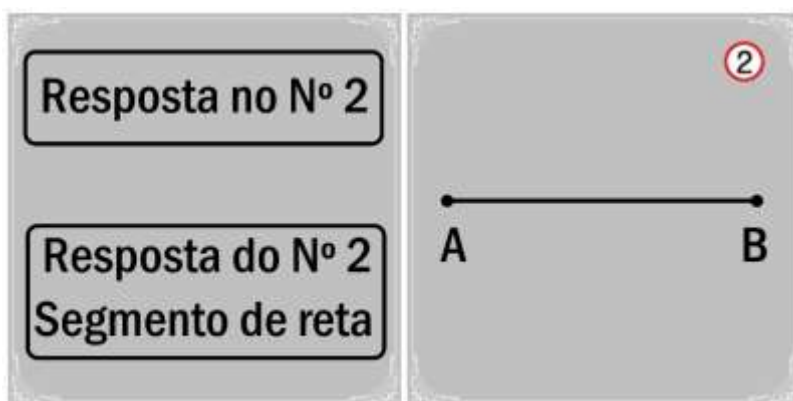 Resposta no Nº 2
Resposta do Nº 2
Segmento de reta
2
A B